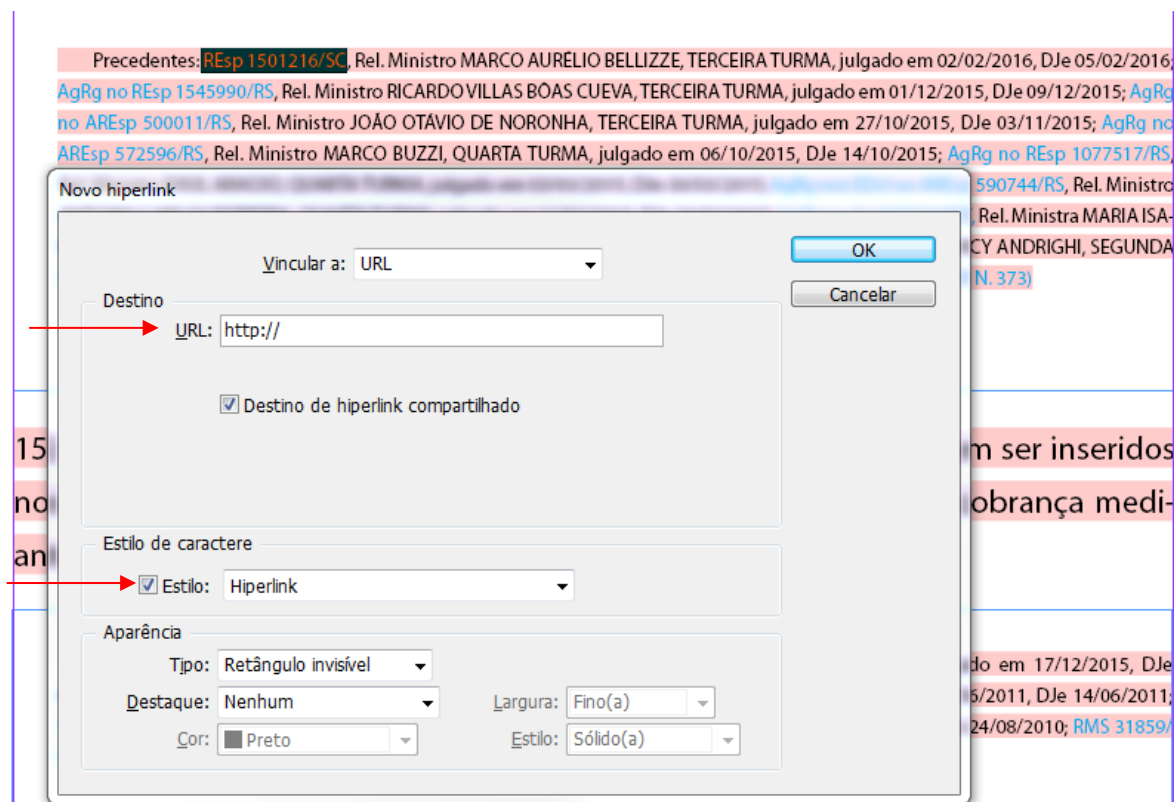 Precedentes: REsp 1501216/SC, Rel. Ministro MARCO AURÉLIO BELLIZZE, TERCEIRA TURMA, julgado em 02/02/2016, DJe 05/02/2016;
AgRg no REsp 1545990/RS, Rel. Ministro RICARDO VILLAS BÔAS CUEVA, TERCEIRA TURMA, julgado em 01/12/2015, DJe 09/12/2015; AgRg
no AREsp 500011/RS, Rel. Ministro JOÃO OTÁVIO DE NORONHA, TERCEIRA TURMA, julgado em 27/10/2015, DJe 03/11/2015; AgRg no
AREsp 572596/RS, Rel. Ministro MARCO BUZZI, QUARTA TURMA, julgado em 06/10/2015, DJe 14/10/2015; AgRg no REsp 1077517/RS,
590744/RS, Rel. Ministro
Rel. Ministra MARIA ISA-
CY ANDRIGHI, SEGUNDA
N. 373)
Novo hiperlink
Vincular a: URL
OK
Cancelar
Destino
URL: http://
Destino de hiperlink compartilhado
15
m ser inseridos
no
obrança medi-
an
Estilo de caractere
Estilo: Hiperlink
Aparência
Tipo: Retângulo invisível
Destaque: Nenhum
Largura: Fino(a)
Cor: Preto
Estilo: Sólido(a)
do em 17/12/2015, DJe
6/2011, DJe 14/06/2011;
24/08/2010; RMS 31859/